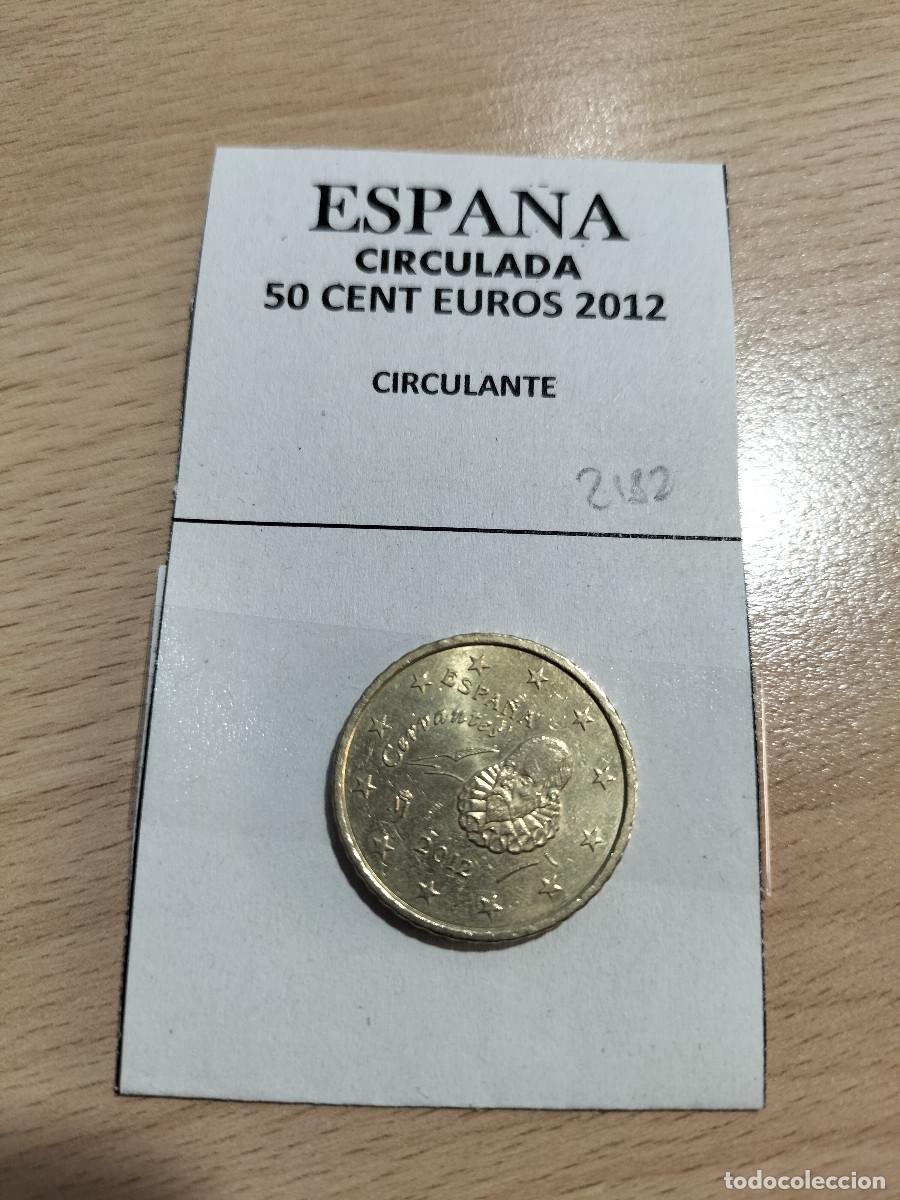 ESPAÑA
CIRCULADA
50 CENT EUROS 2012
CIRCULANTE
2182
ESPAÑA
Cervantes
2012
todocoleccion